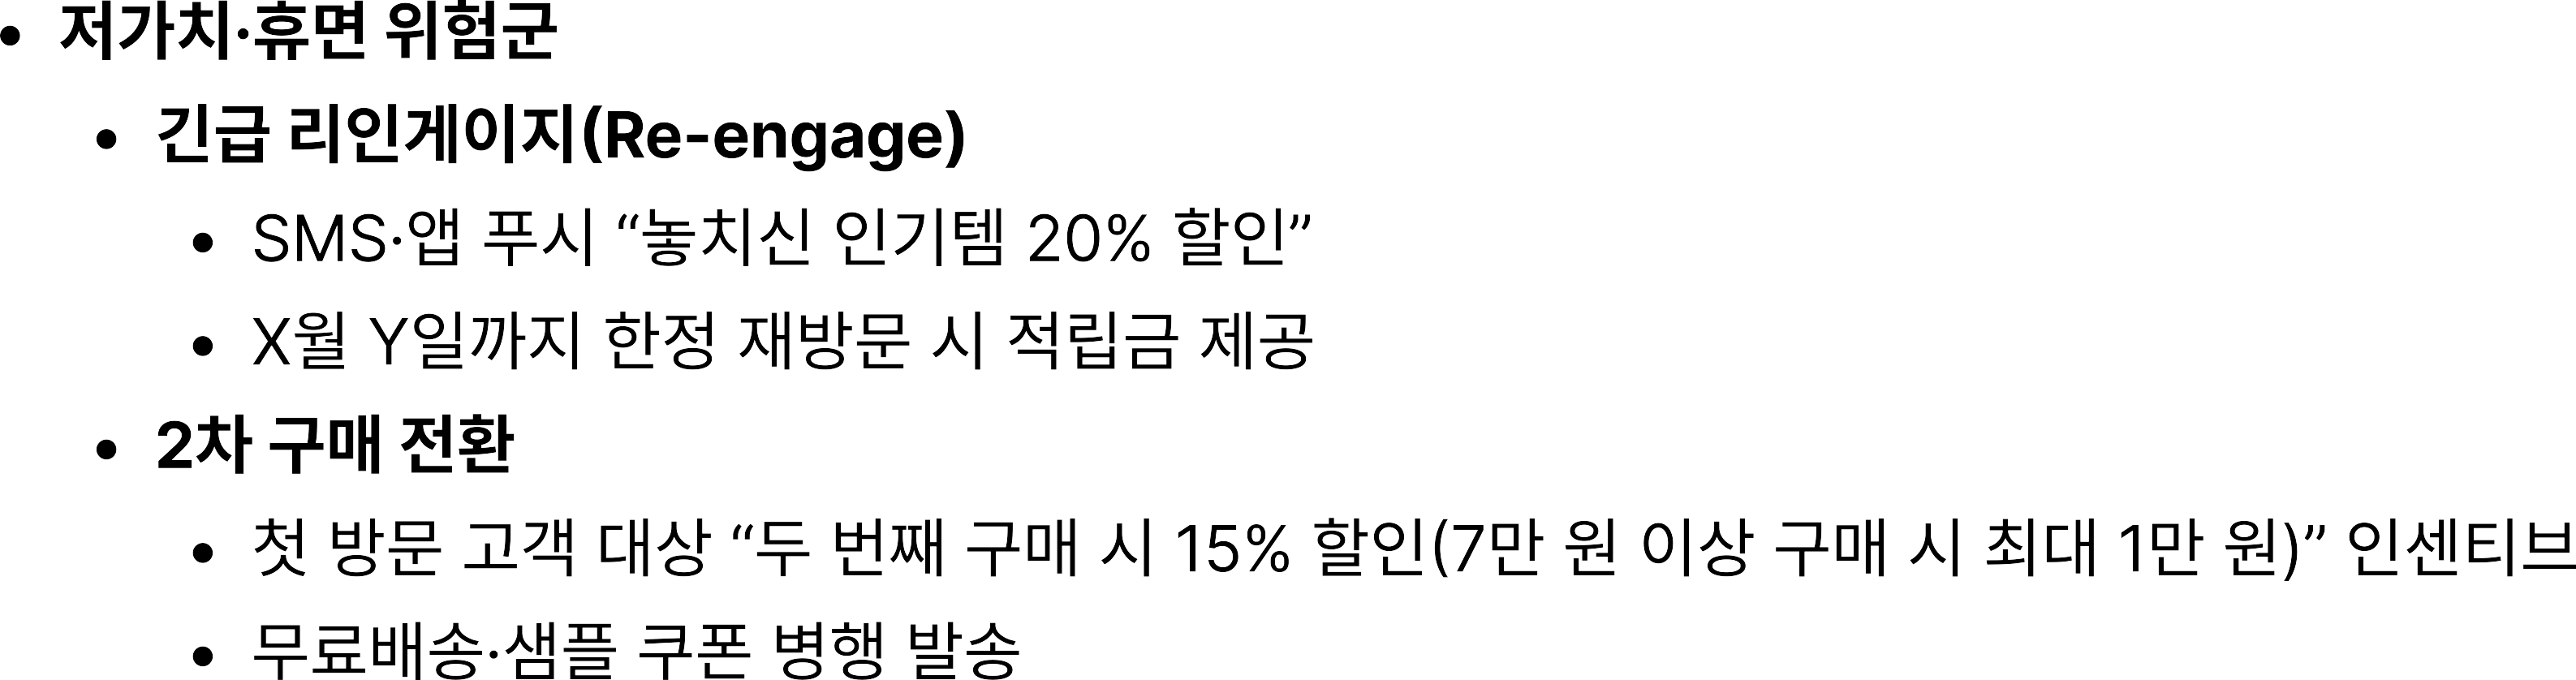 • 저가치·휴면 위험군
• 긴급 리인게이지(Re-engage)
• SMS·앱 푸시 “놓치신 인기템 20% 할인”
• X월 Y일까지 한정 재방문 시 적립금 제공
• 2차 구매 전환
• 첫 방문 고객 대상 “두 번째 구매 시 15% 할인(7만 원 이상 구매 시 최대 1만 원)” 인센티브
• 무료배송·샘플 쿠폰 병행 발송